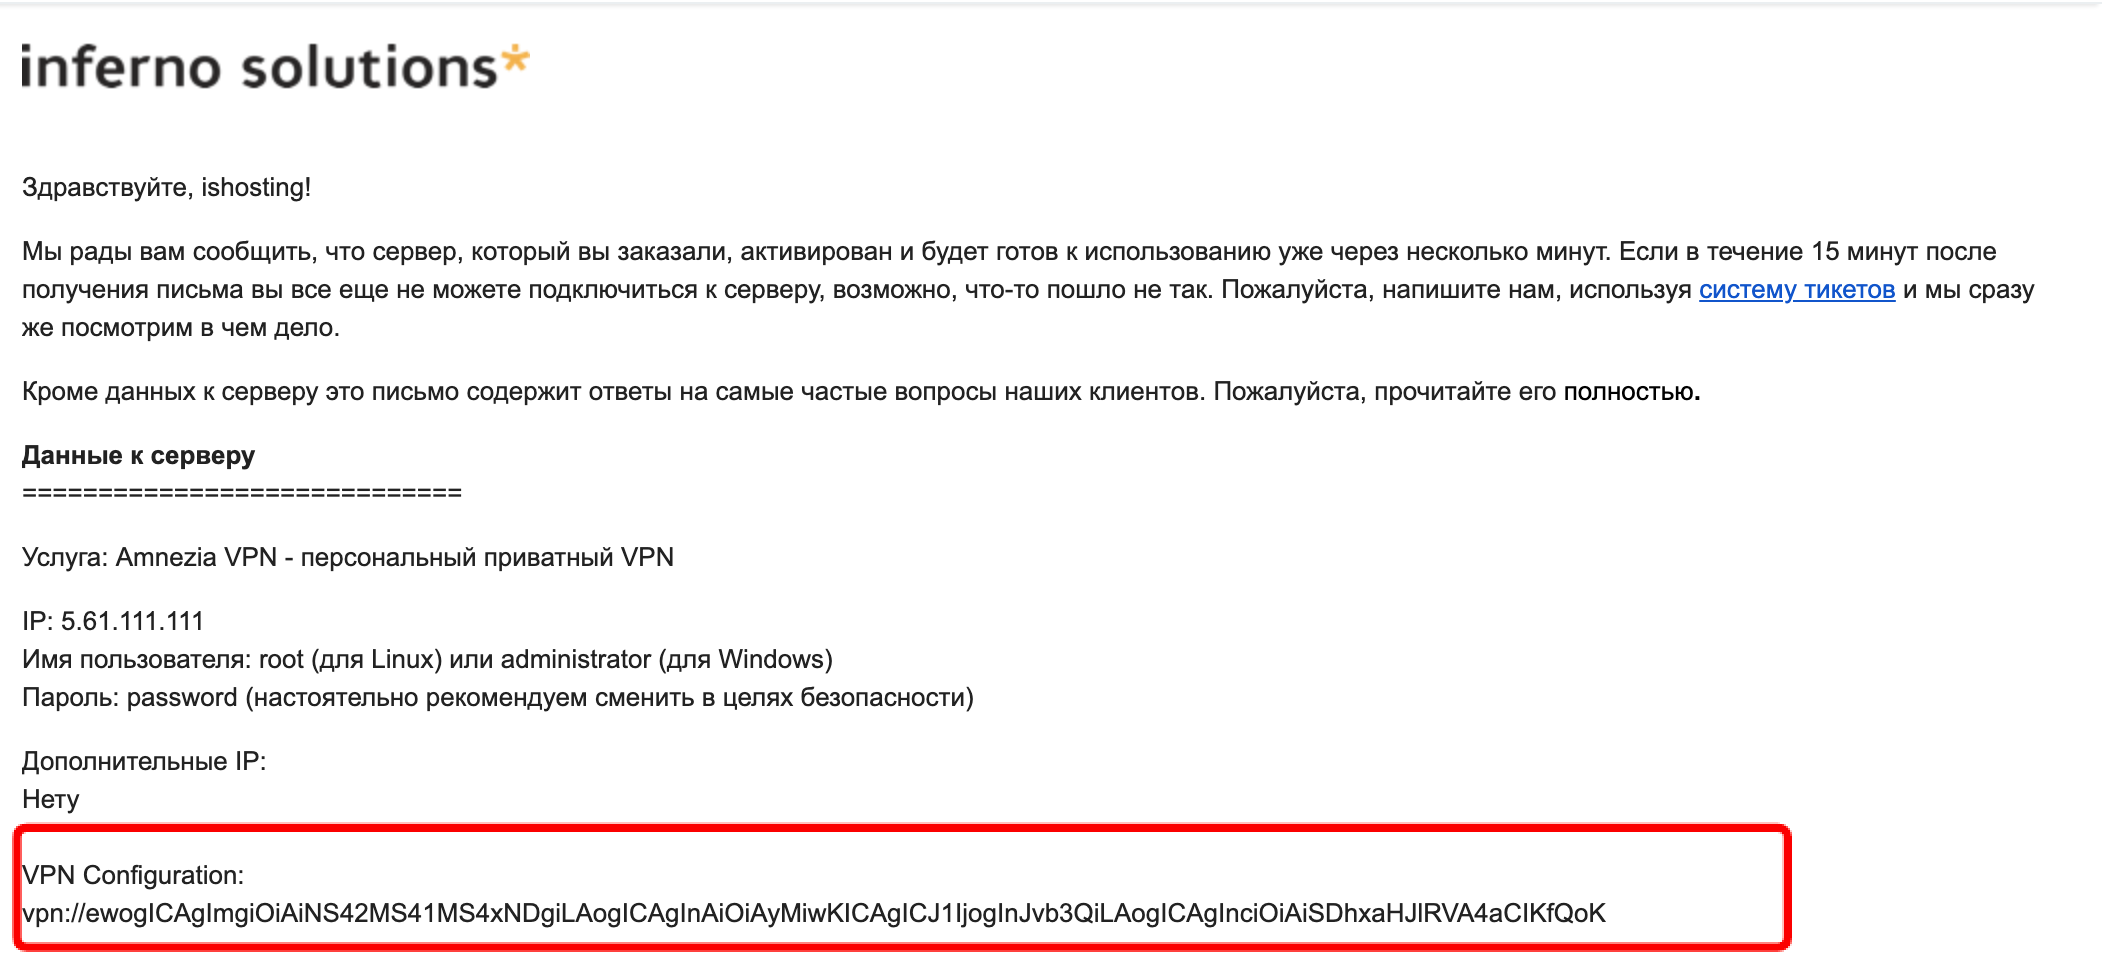 inferno solutions*
Здравствуйте, ishosting!
Мы рады вам сообщить, что сервер, который вы заказали, активирован и будет готов к использованию уже через несколько минут. Если в течение 15 минут после
получения письма вы все еще не можете подключиться к серверу, возможно, что-то пошло не так. Пожалуйста, напишите нам, используя систему тикетов и мы сразу
же посмотрим в чем дело.
Кроме данных к серверу это письмо содержит ответы на самые частые вопросы наших клиентов. Пожалуйста, прочитайте его полностью.
Данные к серверу
=============================
Услуга: Amnezia VPN - персональный приватный VPN
IP: 5.61.111.111
Имя пользователя: root (для Linux) или administrator (для Windows)
Пароль: password (настоятельно рекомендуем сменить в целях безопасности)
Дополнительные IP:
Нету
VPN Configuration:
vpn://ewogICAgImgiOiAiNS42MS41MS4xNDgiLAogICAgInAiOiAyMiwKICAgICJ1IjogInJvb3QiLAogICAgInciOiAiSDhxaHJlRVA4aCIKfQoK